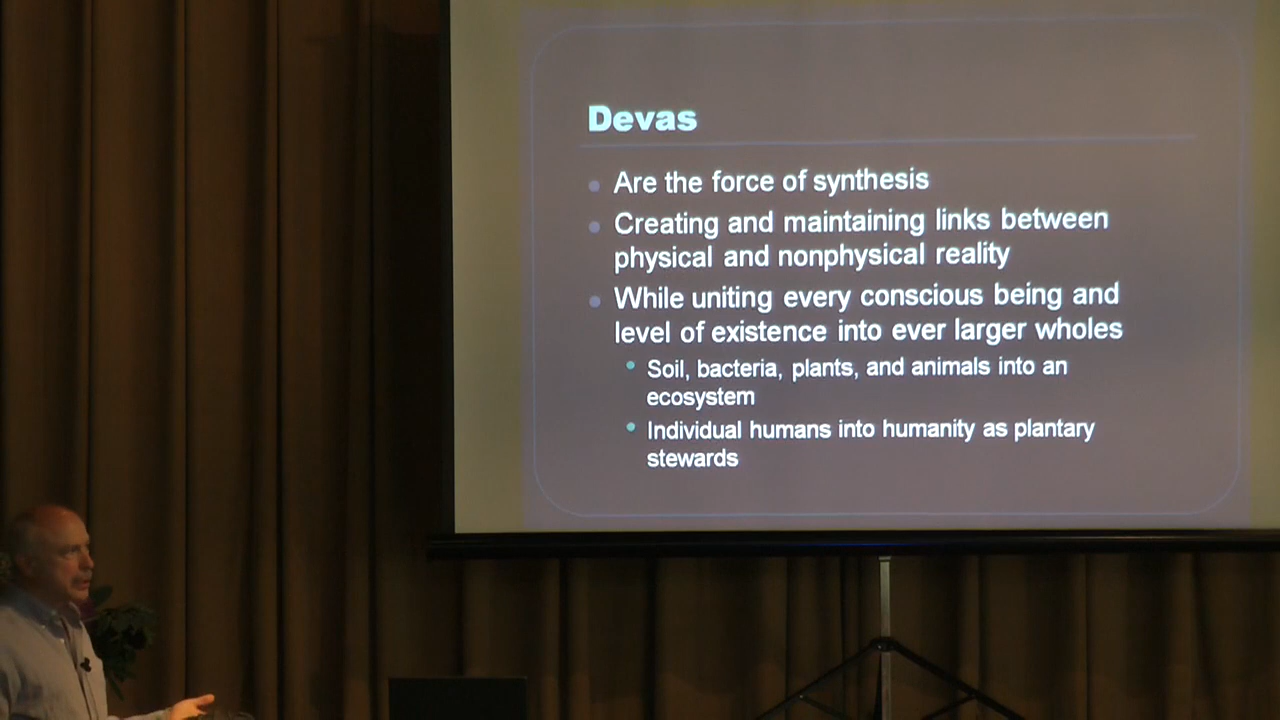 Devas
Are the force of synthesis
Creating and maintaining links between
physical and nonphysical reality
While uniting every conscious being and
level of existence into ever larger wholes
Soil, bacteria, plants, and animals into an
ecosystem
Individual humans into humanity as plantary
stewards